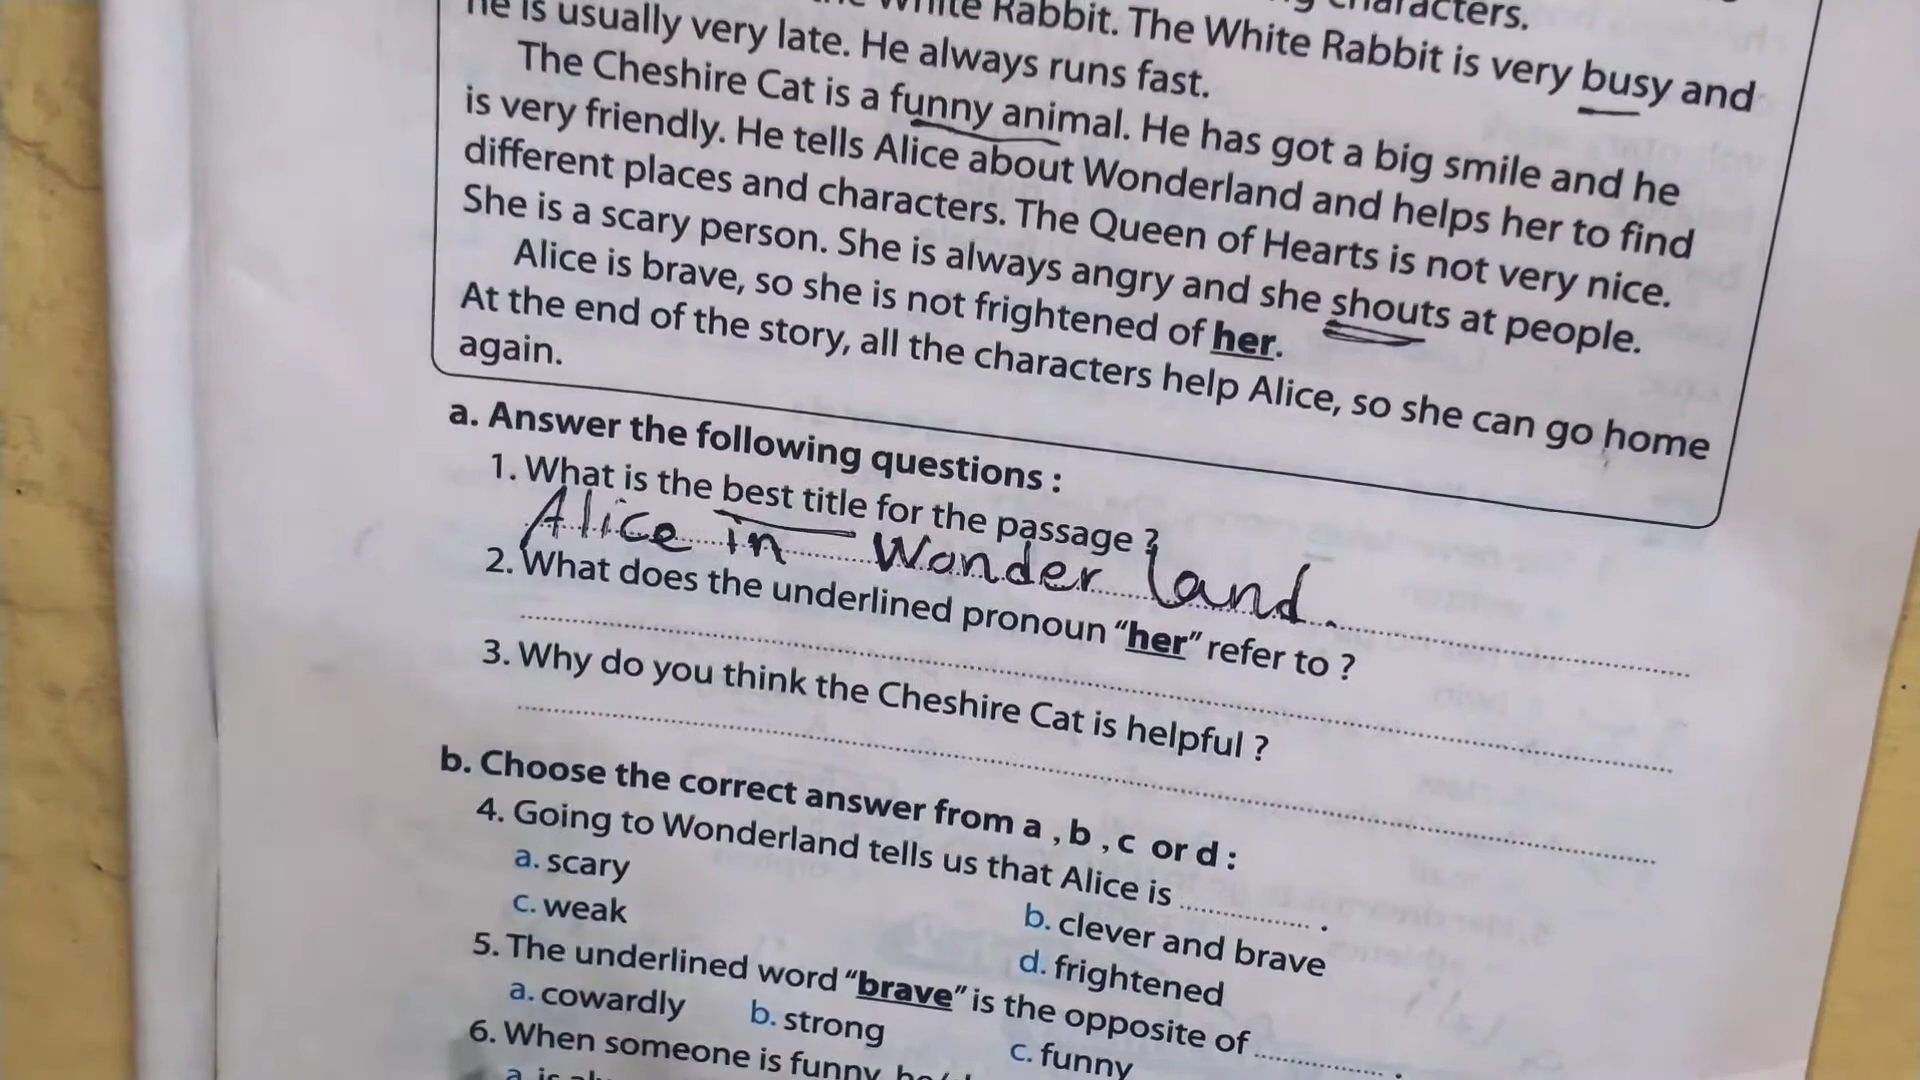 White Rabbit. The White Rabbit is very busy and
he is usually very late. He always runs fast.
The Cheshire Cat is a funny animal. He has got a big smile and he
is very friendly. He tells Alice about Wonderland and helps her to find
different places and characters. The Queen of Hearts is not very nice.
She is a scary person. She is always angry and she shouts at people.
Alice is brave, so she is not frightened of her.
At the end of the story, all the characters help Alice, so she can go home
again.
a. Answer the following questions :
1. What is the best title for the passage ?
Alice in Wonder land.
2. What does the underlined pronoun "her" refer to ?
3. Why do you think the Cheshire Cat is helpful ?
b. Choose the correct answer from a , b , c or d :
4. Going to Wonderland tells us that Alice is .............. .
a. scary
b. clever and brave
c. weak
d. frightened
5. The underlined word "brave" is the opposite of .............. .
a. cowardly b. strong c. funny
6. When someone is funny,